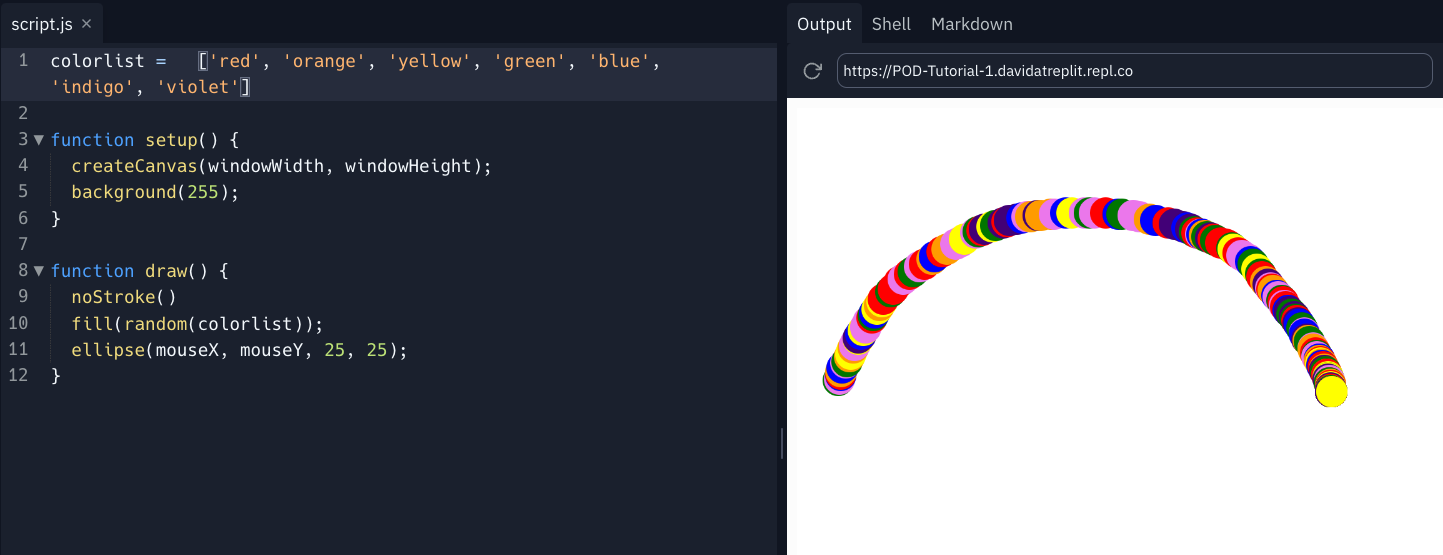 script.js ×
1 colorlist =   ['red', 'orange', 'yellow', 'green', 'blue',
'indigo', 'violet']
2
3 function setup() {
4   createCanvas(windowWidth, windowHeight);
5   background(255);
6 }
7
8 function draw() {
9   noStroke()
10   fill(random(colorlist));
11   ellipse(mouseX, mouseY, 25, 25);
12 }
Output Shell Markdown
https://POD-Tutorial-1.davidatreplit.repl.co